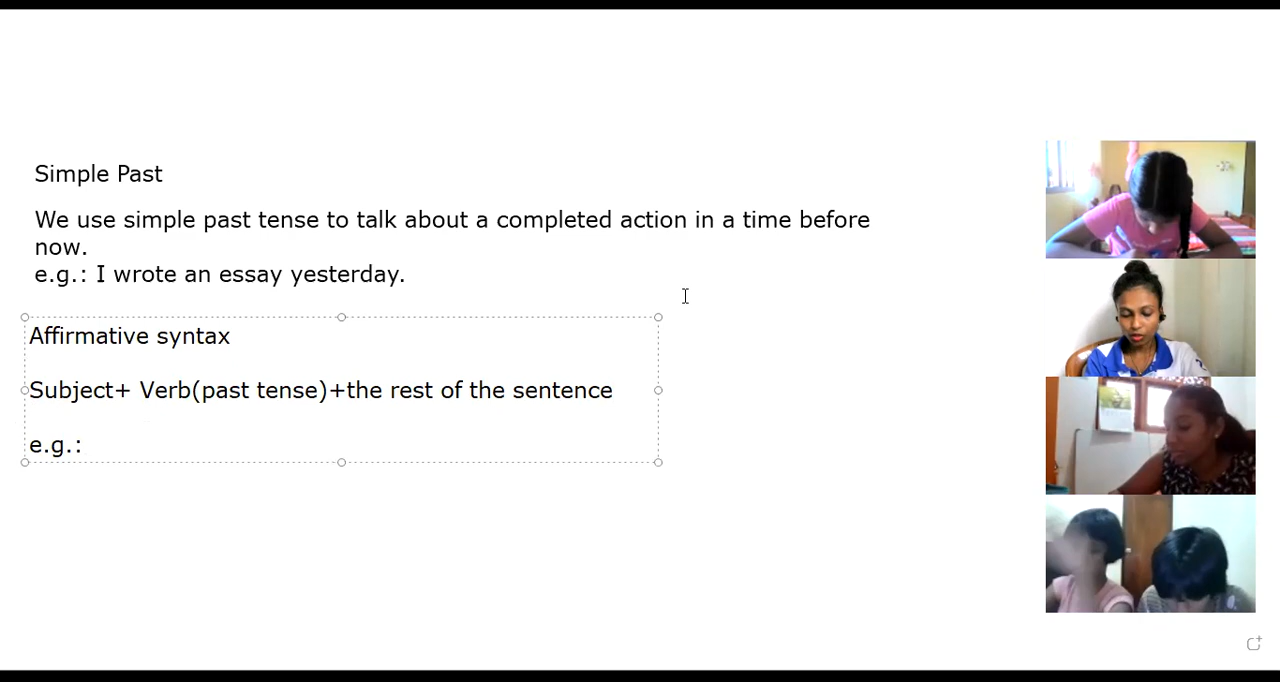 Simple Past
We use simple past tense to talk about a completed action in a time before
now.
e.g.: I wrote an essay yesterday.
Affirmative syntax
Subject+ Verb(past tense)+the rest of the sentence
e.g.: